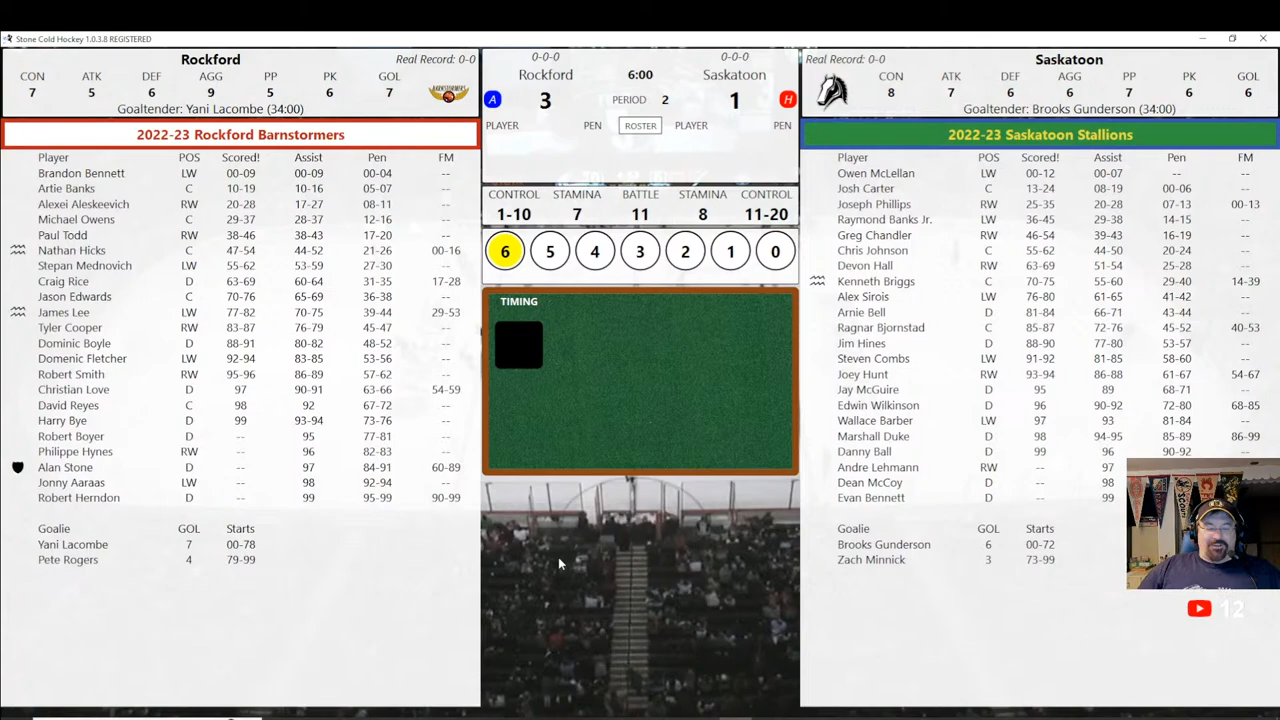 Stone Cold Hockey 1.0.3.8 REGISTERED
Rockford Real Record: 0-0
CON ATK DEF AGG PP PK GOL
7 5 6 9 5 6 7
BARNSTORMERS
Goaltender: Yani Lacombe (34:00)
2022-23 Rockford Barnstormers
Player POS Scored! Assist Pen FM
Brandon Bennett LW 00-09 00-09 00-04 --
Artie Banks C 10-19 10-16 05-07 --
Alexei Aleskeevich RW 20-28 17-27 08-11 --
Michael Owens C 29-37 28-37 12-16 --
Paul Todd RW 38-46 38-43 17-20 --
Nathan Hicks C 47-54 44-52 21-26 00-16
Stepan Mednovich LW 55-62 53-59 27-30 --
Craig Rice D 63-69 60-64 31-35 17-28
Jason Edwards C 70-76 65-69 36-38 --
James Lee LW 77-82 70-75 39-44 29-53
Tyler Cooper RW 83-87 76-79 45-47 --
Dominic Boyle D 88-91 80-82 48-52 --
Domenic Fletcher LW 92-94 83-85 53-56 --
Robert Smith RW 95-96 86-89 57-62 --
Christian Love D 97 90-91 63-66 54-59
David Reyes C 98 92 67-72 --
Harry Bye D 99 93-94 73-76 --
Robert Boyer D -- 95 77-81 --
Philippe Hynes RW -- 96 82-83 --
Alan Stone D -- 97 84-91 60-89
Jonny Aaraas LW -- 98 92-94 --
Robert Herndon D -- 99 95-99 90-99
Goalie GOL Starts
Yani Lacombe 7 00-78
Pete Rogers 4 79-99
0-0-0 0-0-0
Rockford 6:00 Saskatoon
A 3 PERIOD 2 1 H
PLAYER PEN ROSTER PLAYER PEN
CONTROL STAMINA BATTLE STAMINA CONTROL
1-10 7 11 8 11-20
6 5 4 3 2 1 0
TIMING
Real Record: 0-0 Saskatoon
CON ATK DEF AGG PP PK GOL
8 7 6 6 7 6 6
Goaltender: Brooks Gunderson (34:00)
2022-23 Saskatoon Stallions
Player POS Scored! Assist Pen FM
Owen McLellan LW 00-12 00-07 -- --
Josh Carter C 13-24 08-19 00-06 --
Joseph Phillips RW 25-35 20-28 07-13 00-13
Raymond Banks Jr. LW 36-45 29-38 14-15 --
Greg Chandler RW 46-54 39-43 16-19 --
Chris Johnson C 55-62 44-50 20-24 --
Devon Hall RW 63-69 51-54 25-28 --
Kenneth Briggs C 70-75 55-60 29-40 14-39
Alex Sirois LW 76-80 61-65 41-42 --
Arnie Bell D 81-84 66-71 43-44 --
Ragnar Bjornstad C 85-87 72-76 45-52 40-53
Jim Hines D 88-90 77-80 53-57 --
Steven Combs LW 91-92 81-85 58-60 --
Joey Hunt RW 93-94 86-88 61-67 54-67
Jay McGuire D 95 89 68-71 --
Edwin Wilkinson D 96 90-92 72-80 68-85
Wallace Barber LW 97 93 81-84 --
Marshall Duke D 98 94-95 85-89 86-99
Danny Ball D 99 96 90-92 --
Andre Lehmann RW -- 97
Dean McCoy D -- 98
Evan Bennett D -- 99
Goalie GOL Starts
Brooks Gunderson 6 00-72
Zach Minnick 3 73-99
12